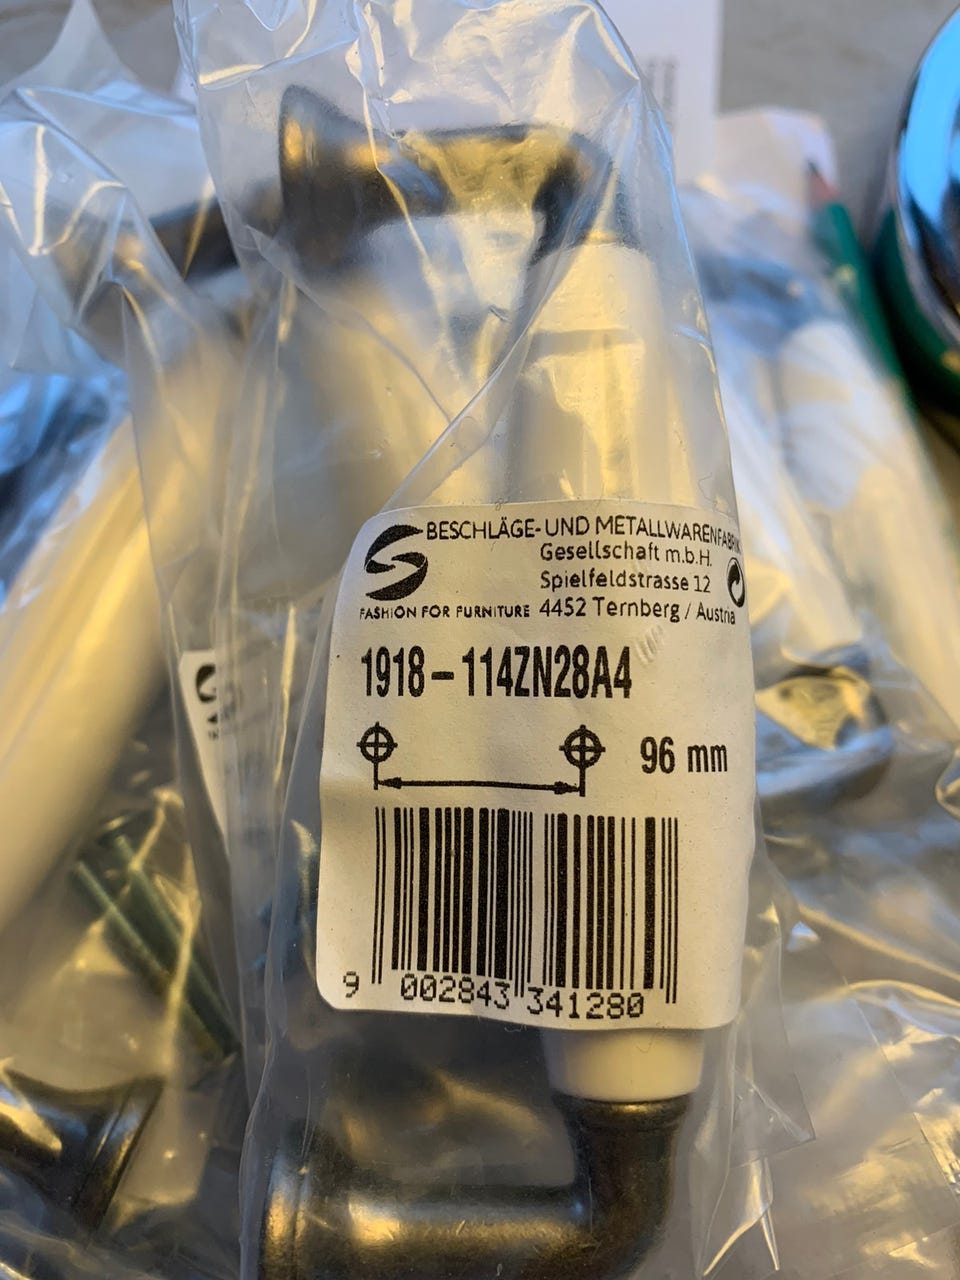 BESCHLÄGE- UND METALLWARENFABRIK
Gesellschaft m.b.H.
Spielfeldstrasse 12
FASHION FOR FURNITURE 4452 Ternberg / Austria
1918-114ZN28A4
96 mm
9 002843 341280